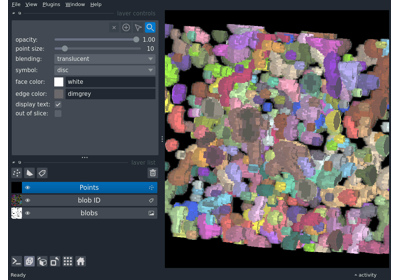 File View Plugins Window Help
layer controls
opacity: 1.00
point size: 10
blending: translucent
symbol: disc
face color: white
edge color: dimgrey
display text:
out of slice:
layer list
Points
blob ID
blobs
Ready
activity